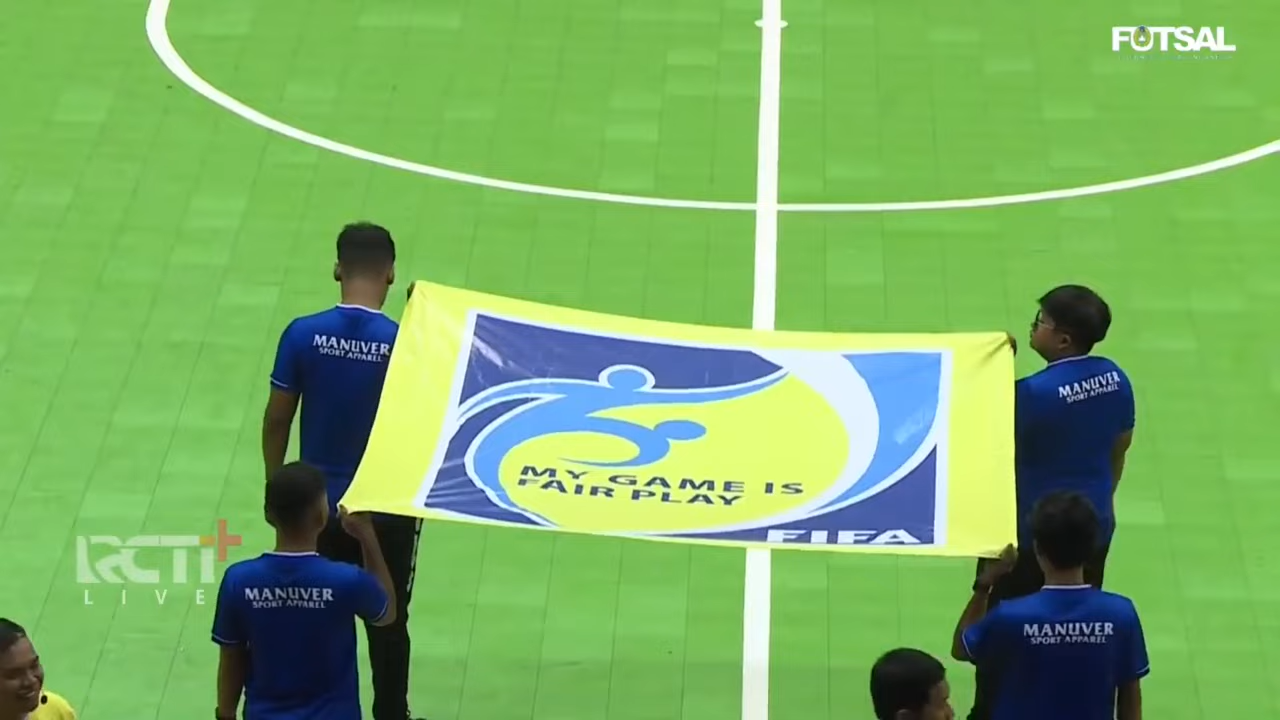 FUTSAL
MANUVER
SPORT APPAREL
MANUVER
SPORT APPAREL
MY GAME IS
FAIR PLAY
FIFA
RCTI+
LIVE
MANUVER
SPORT APPAREL
MANUVER
SPORT APPAREL